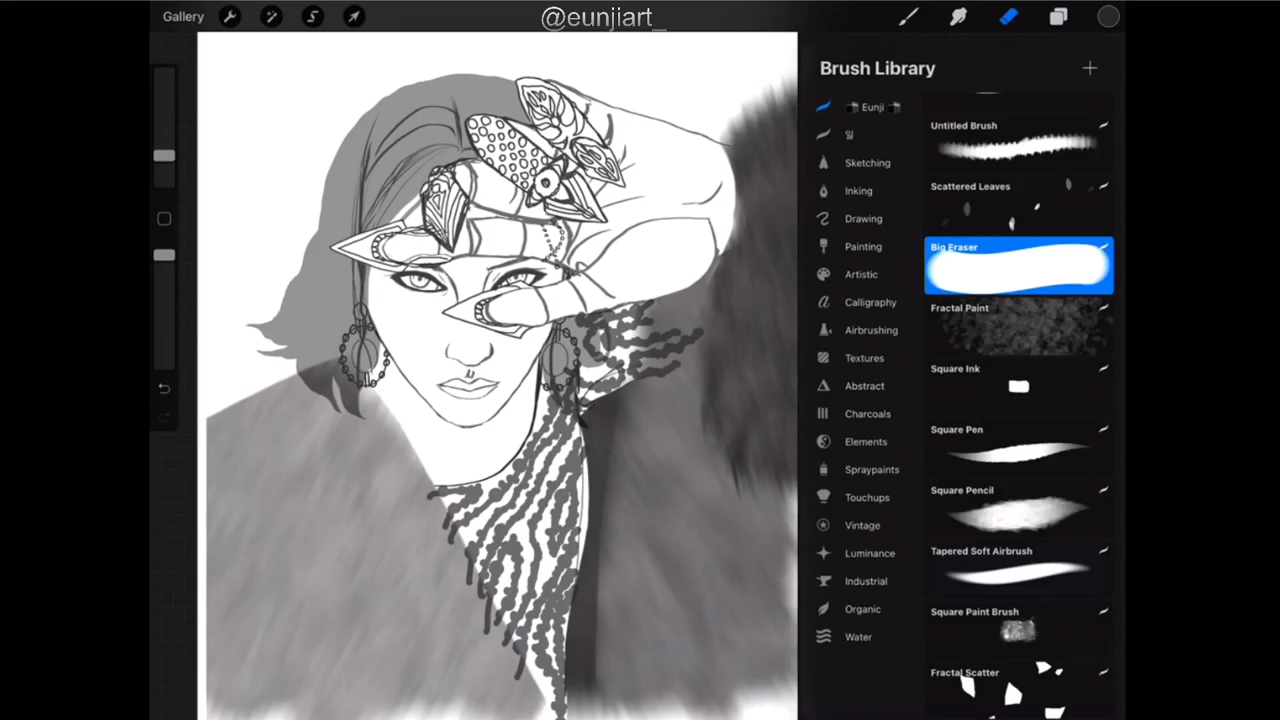 Gallery
@eunjiart_
Brush Library
Eunji
일
Sketching
Inking
Drawing
Painting
Artistic
Calligraphy
Airbrushing
Textures
Abstract
Charcoals
Elements
Spraypaints
Touchups
Vintage
Luminance
Industrial
Organic
Water
Untitled Brush
Scattered Leaves
Big Eraser
Fractal Paint
Square Ink
Square Pen
Square Pencil
Tapered Soft Airbrush
Square Paint Brush
Fractal Scatter